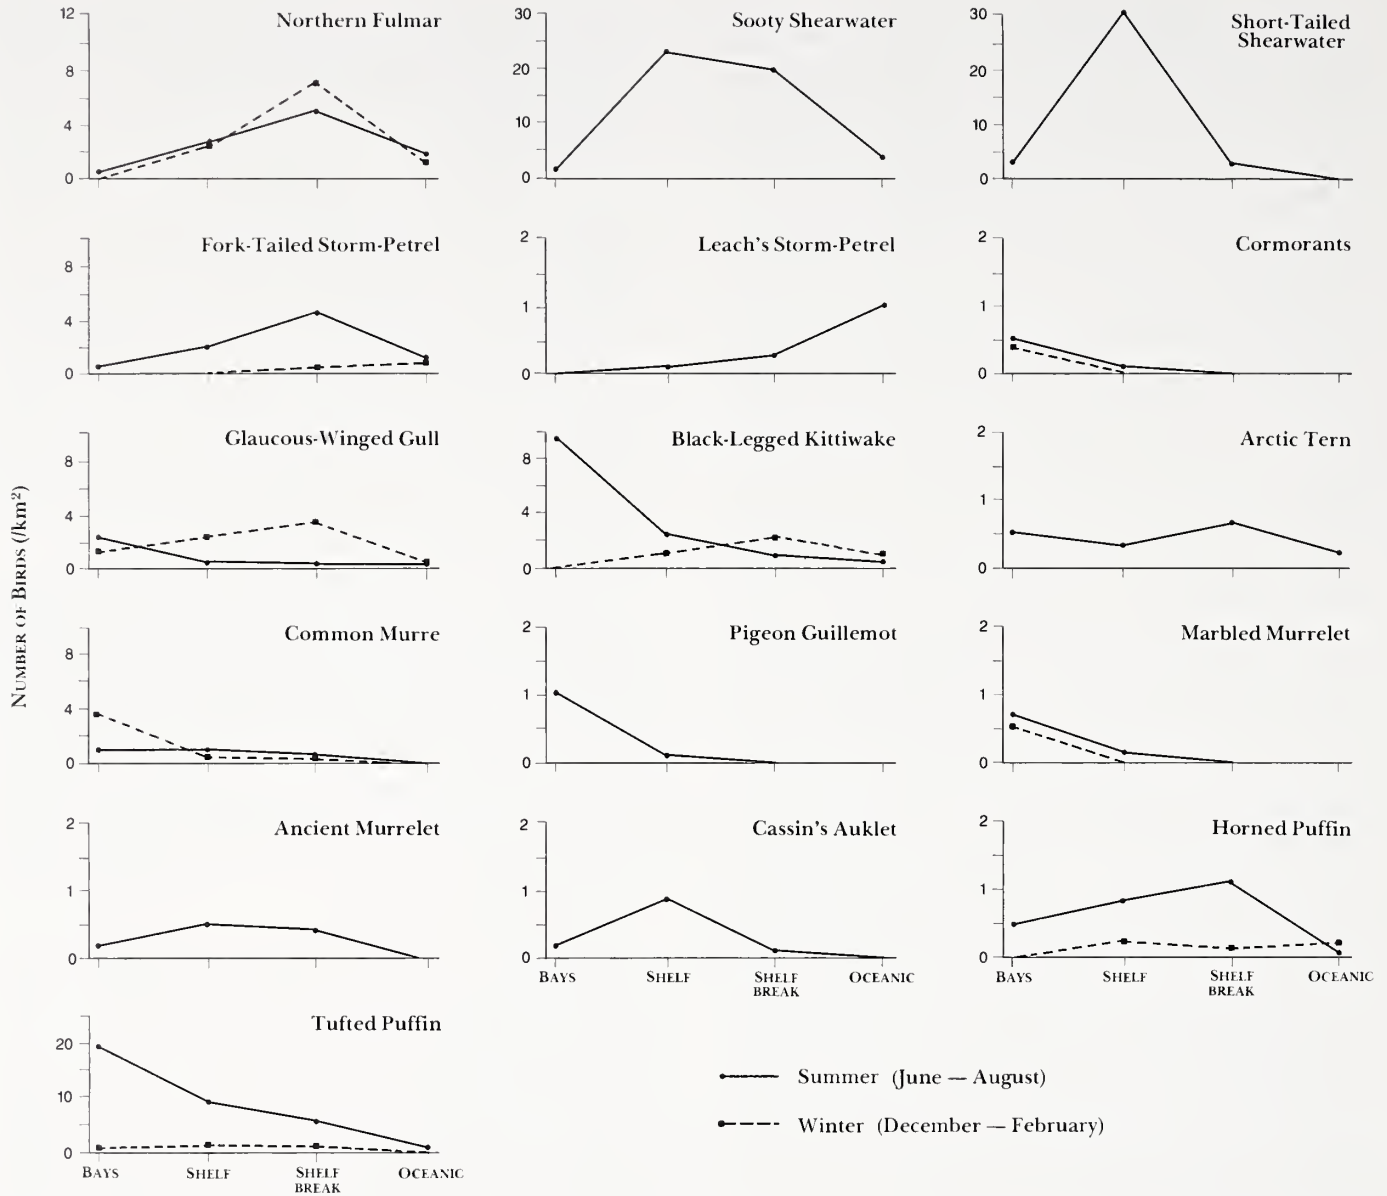 Northern Fulmar
12
8
4
0
Sooty Shearwater
30
20
10
0
Short-Tailed
Shearwater
30
20
10
0
Fork-Tailed Storm-Petrel
8
4
0
Leach's Storm-Petrel
2
1
0
Cormorants
2
1
0
Glaucous-Winged Gull
8
4
0
Black-Legged Kittiwake
8
4
0
Arctic Tern
2
1
0
NUMBER OF BIRDS (/km²)
Common Murre
8
4
0
Pigeon Guillemot
2
1
0
Marbled Murrelet
2
1
0
Ancient Murrelet
2
1
0
Cassin's Auklet
2
1
0
BAYS SHELF SHELF BREAK OCEANIC
Horned Puffin
2
1
0
BAYS SHELF SHELF BREAK OCEANIC
Tufted Puffin
20
10
0
BAYS SHELF SHELF BREAK OCEANIC
Summer (June — August)
Winter (December — February)